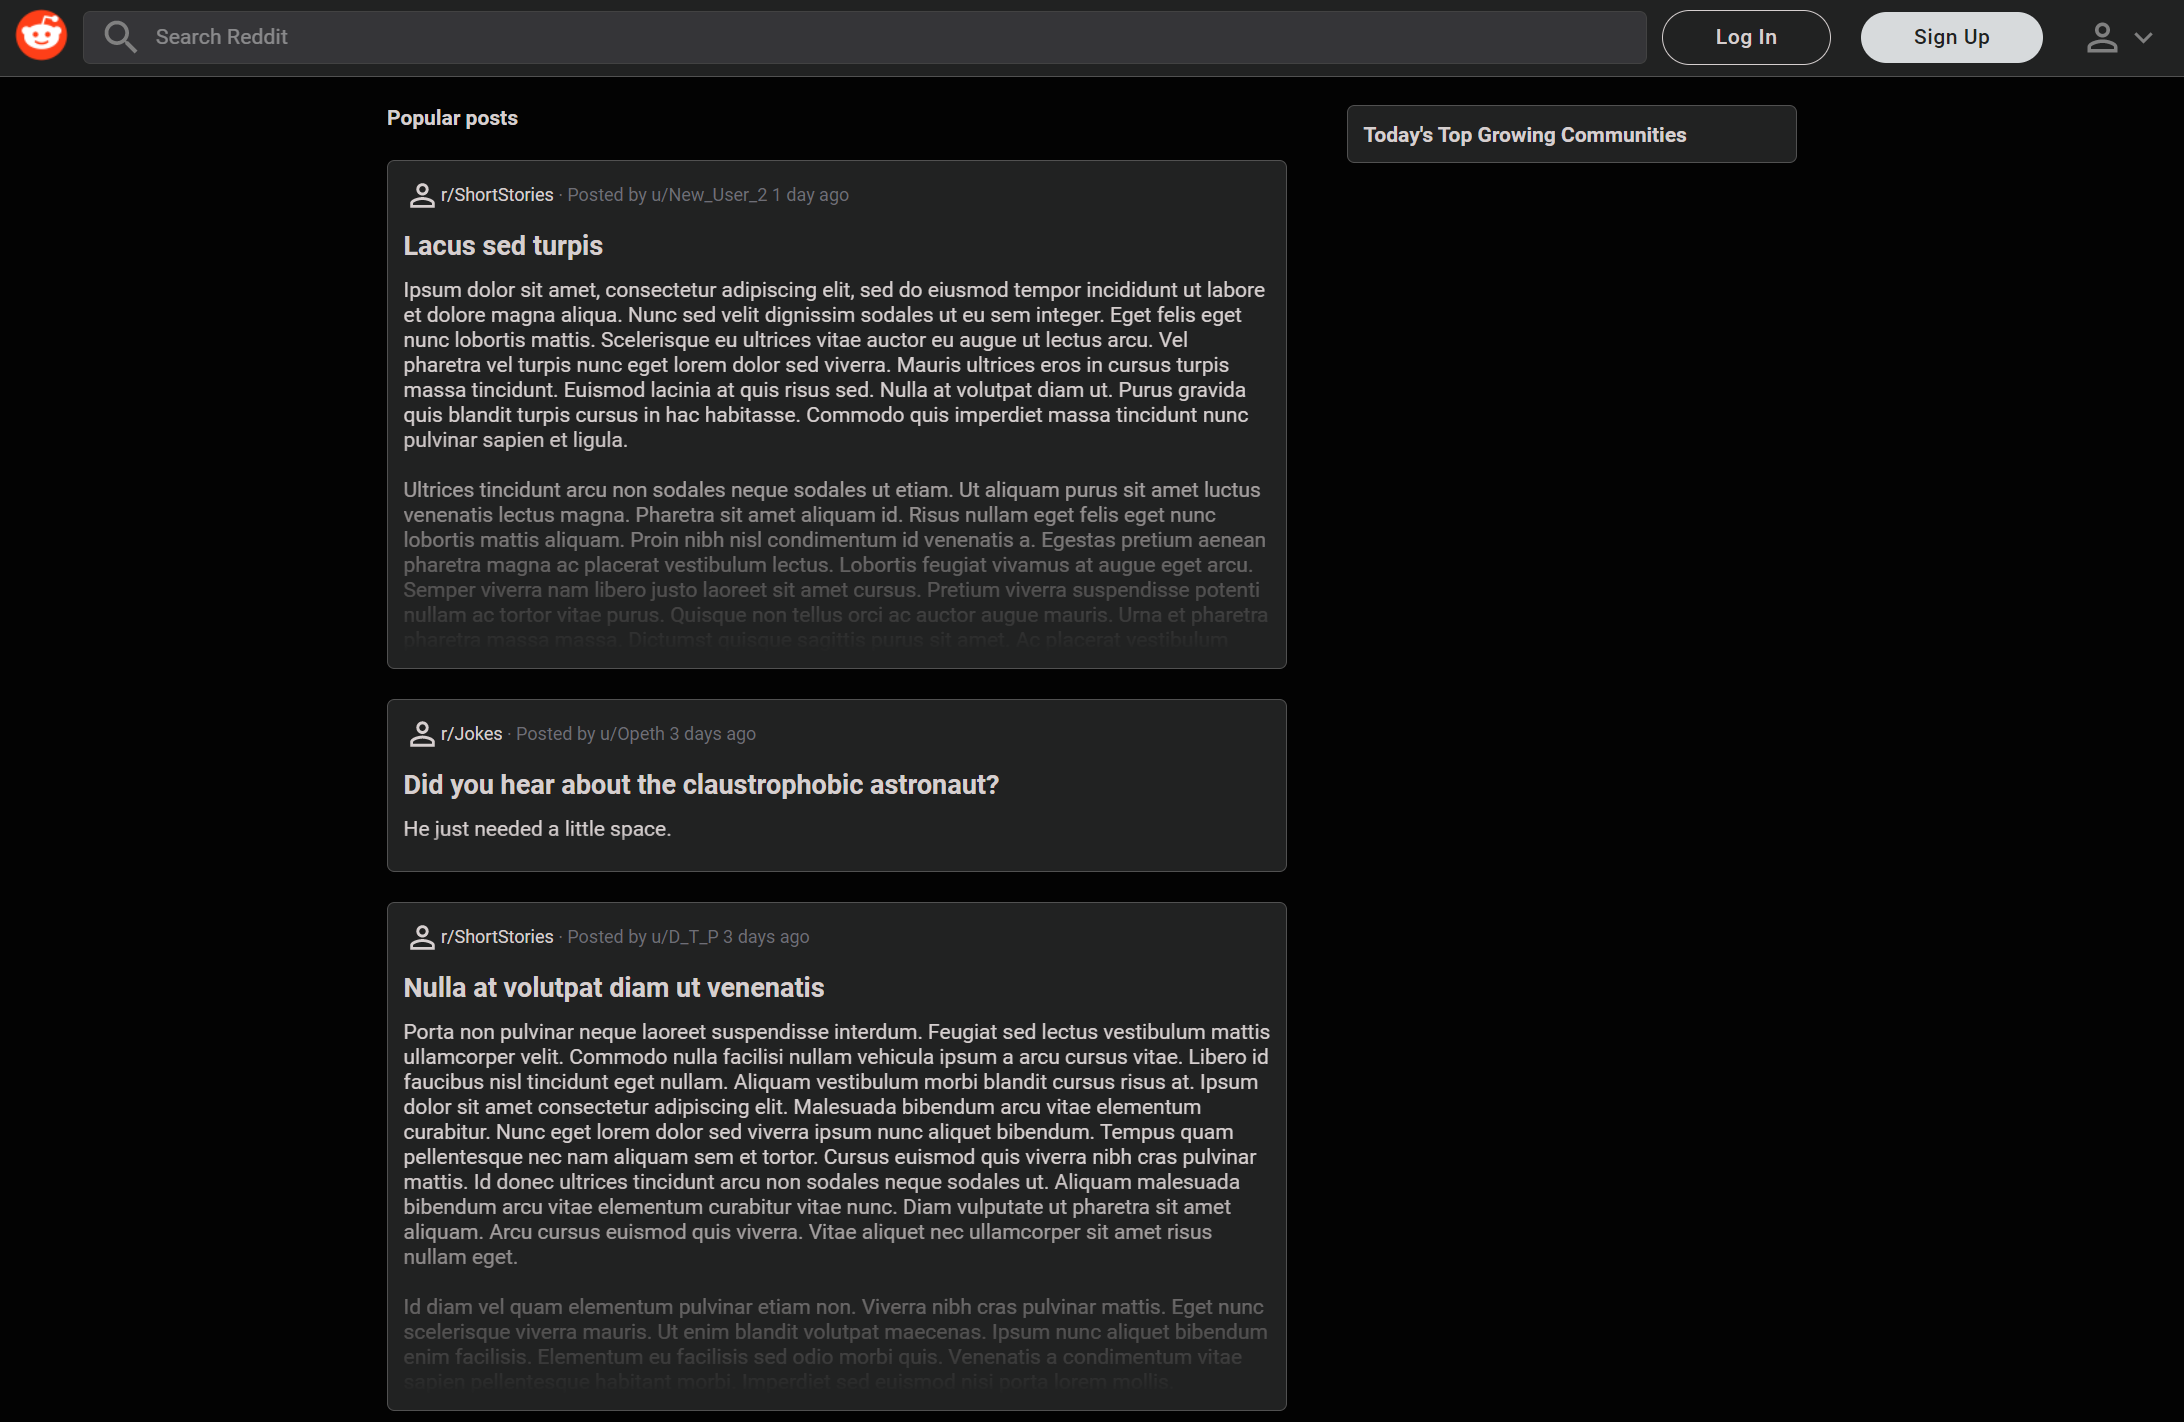 Search Reddit
Log In
Sign Up
Popular posts
Today's Top Growing Communities
r/ShortStories · Posted by u/New_User_2 1 day ago
Lacus sed turpis
Ipsum dolor sit amet, consectetur adipiscing elit, sed do eiusmod tempor incididunt ut labore
et dolore magna aliqua. Nunc sed velit dignissim sodales ut eu sem integer. Eget felis eget
nunc lobortis mattis. Scelerisque eu ultrices vitae auctor eu augue ut lectus arcu. Vel
pharetra vel turpis nunc eget lorem dolor sed viverra. Mauris ultrices eros in cursus turpis
massa tincidunt. Euismod lacinia at quis risus sed. Nulla at volutpat diam ut. Purus gravida
quis blandit turpis cursus in hac habitasse. Commodo quis imperdiet massa tincidunt nunc
pulvinar sapien et ligula.
Ultrices tincidunt arcu non sodales neque sodales ut etiam. Ut aliquam purus sit amet luctus
venenatis lectus magna. Pharetra sit amet aliquam id. Risus nullam eget felis eget nunc
lobortis mattis aliquam. Proin nibh nisl condimentum id venenatis a. Egestas pretium aenean
pharetra magna ac placerat vestibulum lectus. Lobortis feugiat vivamus at augue eget arcu.
Semper viverra nam libero justo laoreet sit amet cursus. Pretium viverra suspendisse potenti
nullam ac tortor vitae purus. Quisque non tellus orci ac auctor augue mauris. Urna et pharetra
pharetra massa massa. Dictumst quisque sagittis purus sit amet. Ac placerat vestibulum
r/Jokes · Posted by u/Opeth 3 days ago
Did you hear about the claustrophobic astronaut?
He just needed a little space.
r/ShortStories · Posted by u/D_T_P 3 days ago
Nulla at volutpat diam ut venenatis
Porta non pulvinar neque laoreet suspendisse interdum. Feugiat sed lectus vestibulum mattis
ullamcorper velit. Commodo nulla facilisi nullam vehicula ipsum a arcu cursus vitae. Libero id
faucibus nisl tincidunt eget nullam. Aliquam vestibulum morbi blandit cursus risus at. Ipsum
dolor sit amet consectetur adipiscing elit. Malesuada bibendum arcu vitae elementum
curabitur. Nunc eget lorem dolor sed viverra ipsum nunc aliquet bibendum. Tempus quam
pellentesque nec nam aliquam sem et tortor. Cursus euismod quis viverra nibh cras pulvinar
mattis. Id donec ultrices tincidunt arcu non sodales neque sodales ut. Aliquam malesuada
bibendum arcu vitae elementum curabitur vitae nunc. Diam vulputate ut pharetra sit amet
aliquam. Arcu cursus euismod quis viverra. Vitae aliquet nec ullamcorper sit amet risus
nullam eget.
Id diam vel quam elementum pulvinar etiam non. Viverra nibh cras pulvinar mattis. Eget nunc
scelerisque viverra mauris. Ut enim blandit volutpat maecenas. Ipsum nunc aliquet bibendum
enim facilisis. Elementum eu facilisis sed odio morbi quis. Venenatis a condimentum vitae
sapien pellentesque habitant morbi. Imperdiet sed euismod nisi porta lorem mollis.